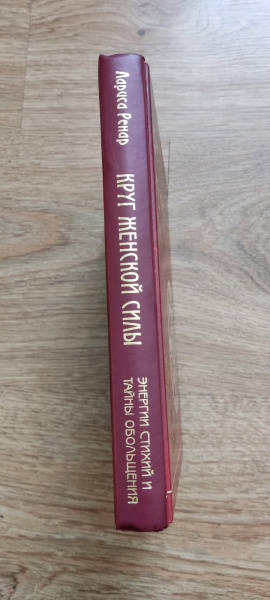 Лариса Ренар
КРУГ ЖЕНСКОЙ СИЛЫ
ЭНЕРГИИ СТИХИЙ И
ТАЙНЫ ОБОЛЬЩЕНИЯ